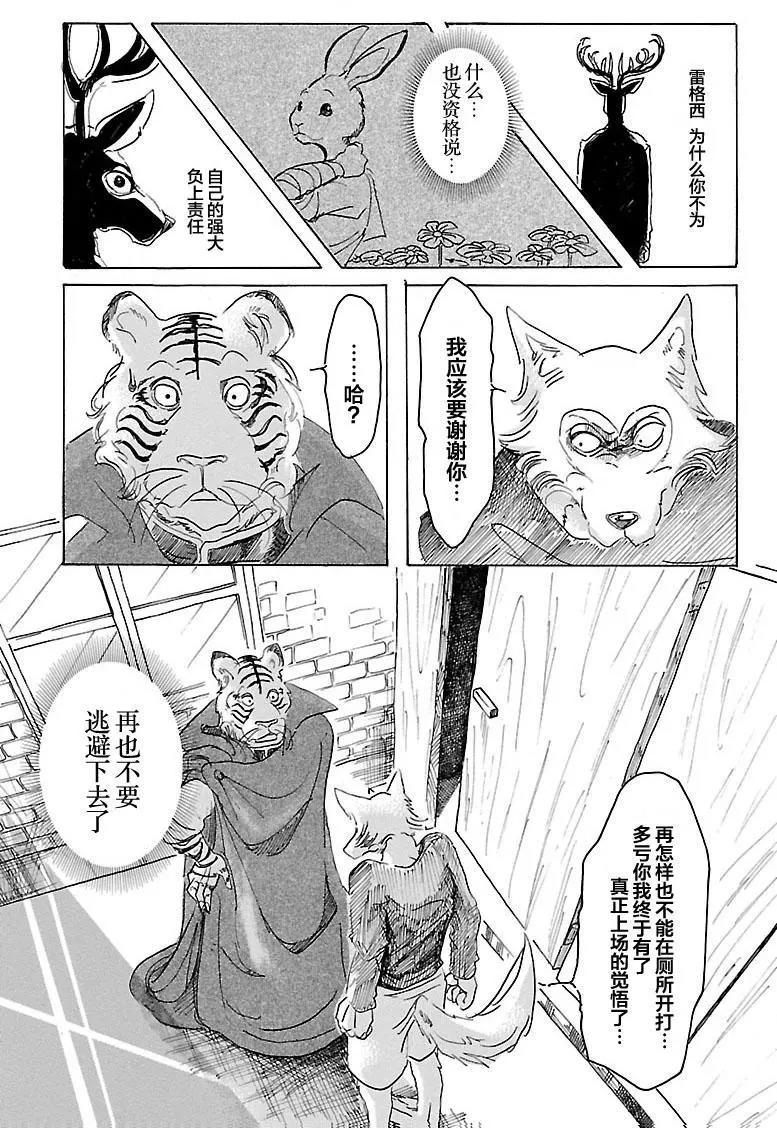 雷格西 为什么你不为
什么…
也没资格说…
自己的强大
负上责任
我应该要谢谢你…
……哈？
再怎样也不能在厕所开打…
多亏你我终于有了
真正上场的觉悟了…
再也不要
逃避下去了